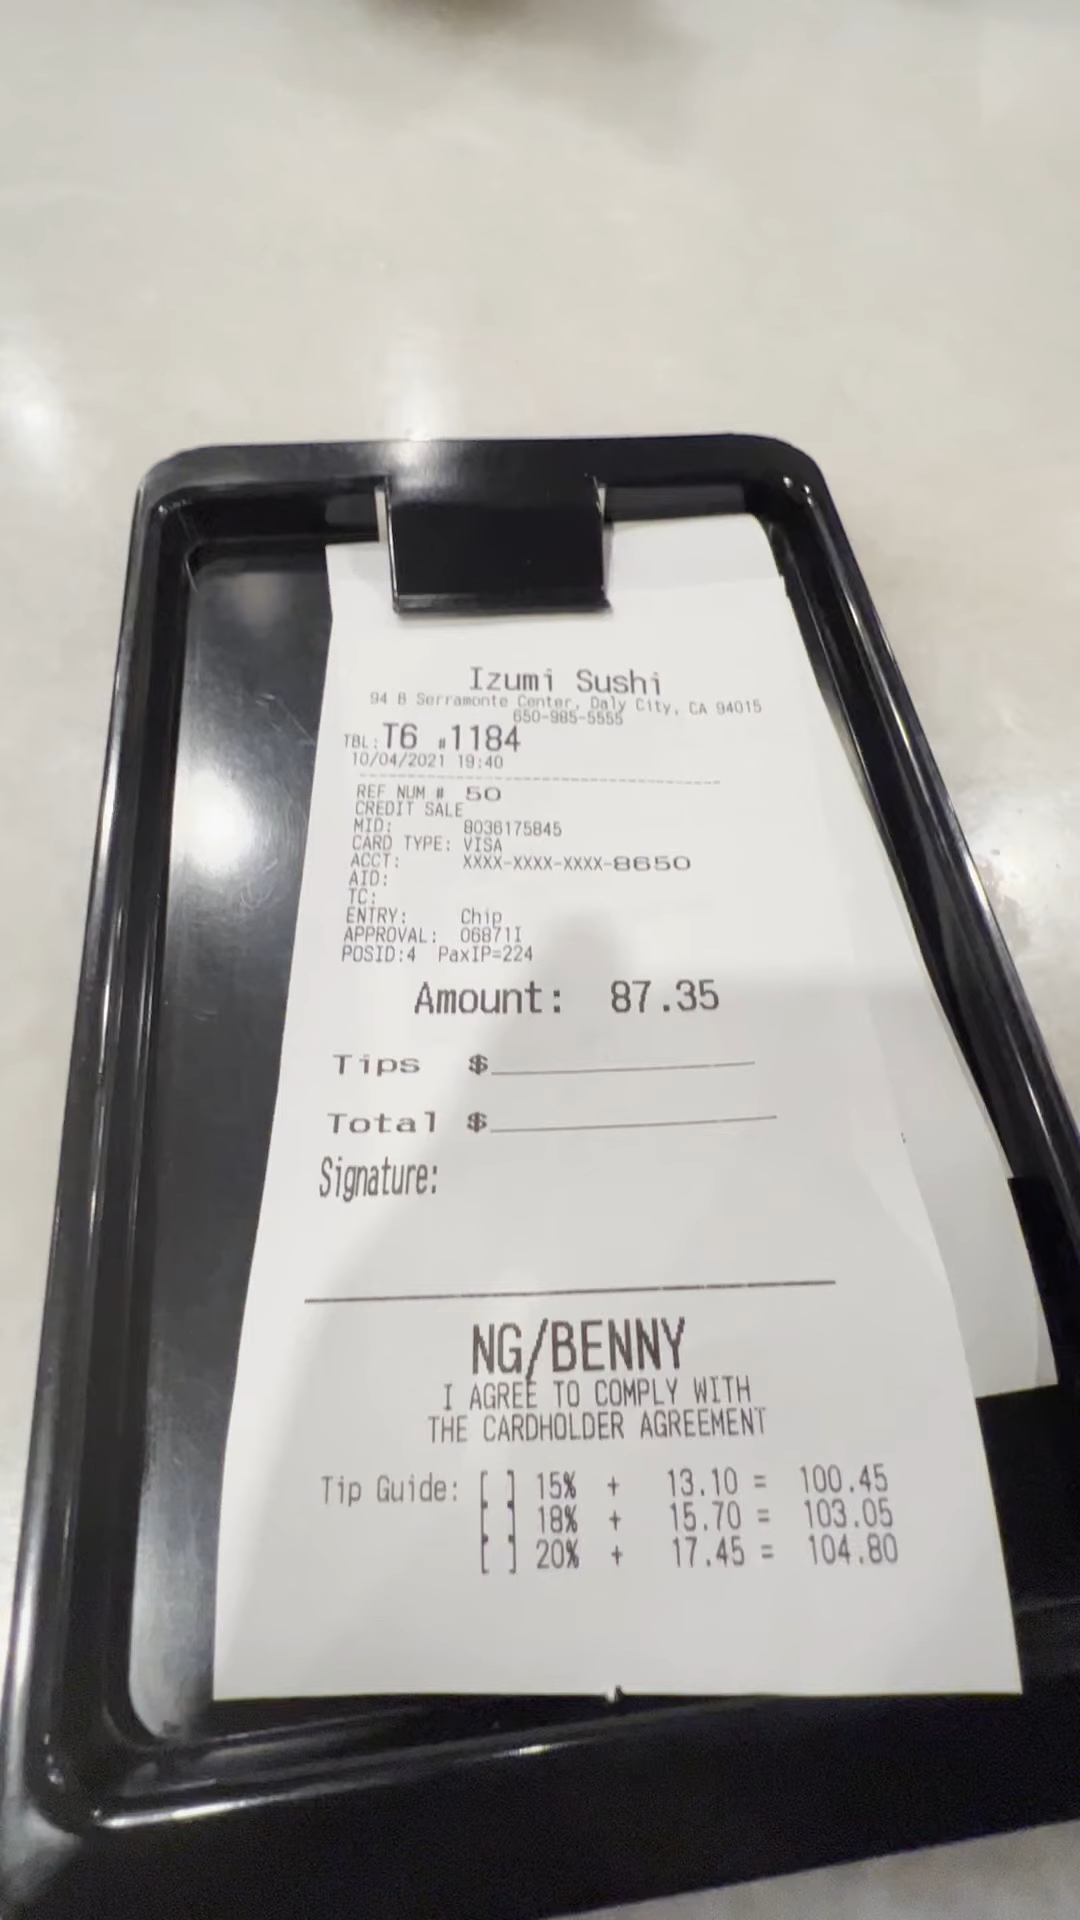 Izumi Sushi
94 B Serramonte Center, Daly City, CA 94015
650-985-5555
TBL: T6 #1184
10/04/2021 19:40
REF NUM # 50
CREDIT SALE
MID: 8036175845
CARD TYPE: VISA
ACCT: XXXX-XXXX-XXXX-8650
AID:
TC:
ENTRY: Chip
APPROVAL: 06871I
POSID:4 PaxIP=224
Amount: 87.35
Tips $
Total $
Signature:
NG/BENNY
I AGREE TO COMPLY WITH
THE CARDHOLDER AGREEMENT
Tip Guide: [ ] 15% + 13.10 = 100.45
[ ] 18% + 15.70 = 103.05
[ ] 20% + 17.45 = 104.80